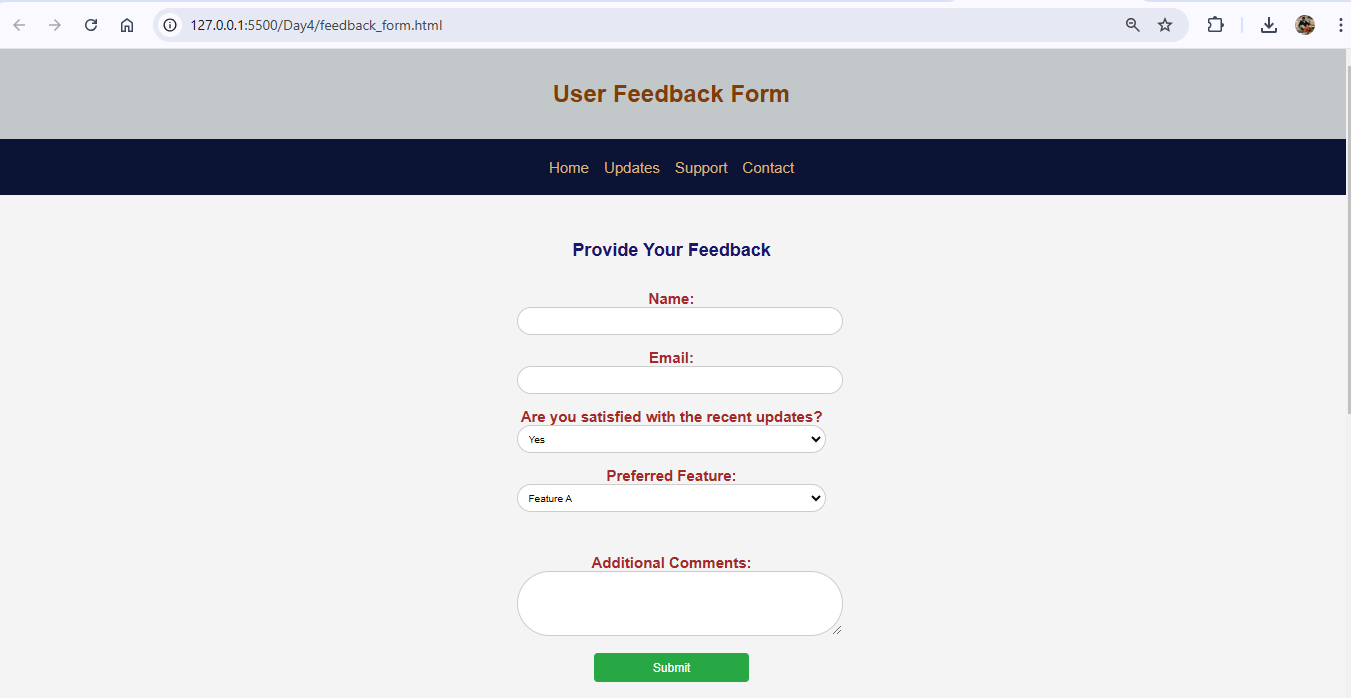 127.0.0.1:5500/Day4/feedback_form.html
User Feedback Form
Home Updates Support Contact
Provide Your Feedback
Name:
Email:
Are you satisfied with the recent updates?
Yes
Preferred Feature:
Feature A
Additional Comments:
Submit